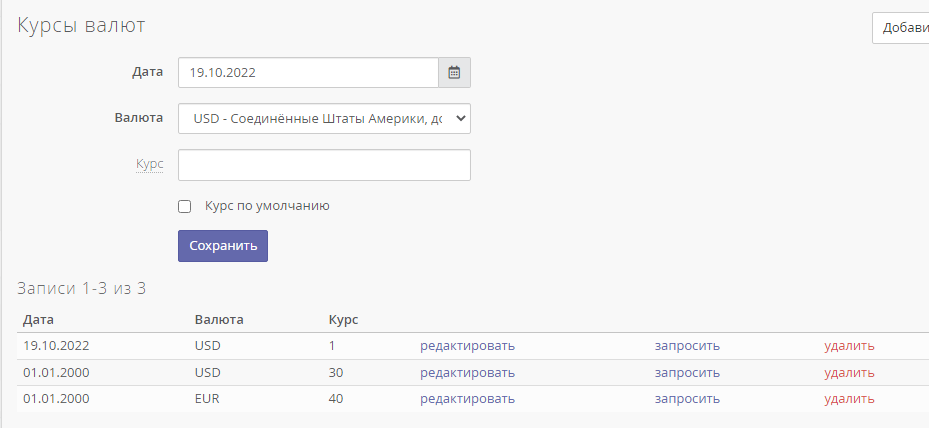 Курсы валют
Дата 19.10.2022
Валюта USD - Соединённые Штаты Америки,
Курс
Курс по умолчанию
Сохранить
Записи 1-3 из 3
Дата Валюта Курс
19.10.2022 USD 1 редактировать запросить удалить
01.01.2000 USD 30 редактировать запросить удалить
01.01.2000 EUR 40 редактировать запросить удалить